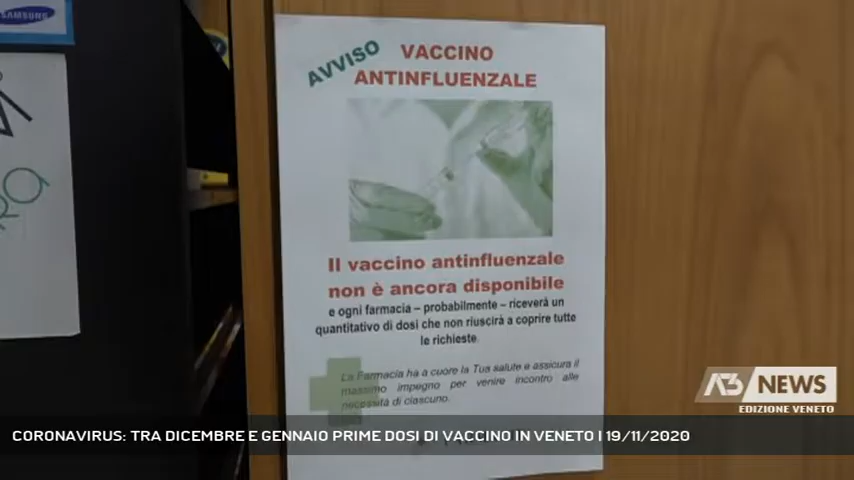 SAMSUNG
AVVISO
VACCINO
ANTINFLUENZALE
Il vaccino antinfluenzale
non è ancora disponibile
e ogni farmacia – probabilmente – riceverà un
quantitativo di dosi che non riuscirà a coprire tutte
le richieste.
La Farmacia ha a cuore la Tua salute e assicura il
massimo impegno per venire incontro alle
necessità di ciascuno.
A3 NEWS
EDIZIONE VENETO
CORONAVIRUS: TRA DICEMBRE E GENNAIO PRIME DOSI DI VACCINO IN VENETO | 19/11/2020